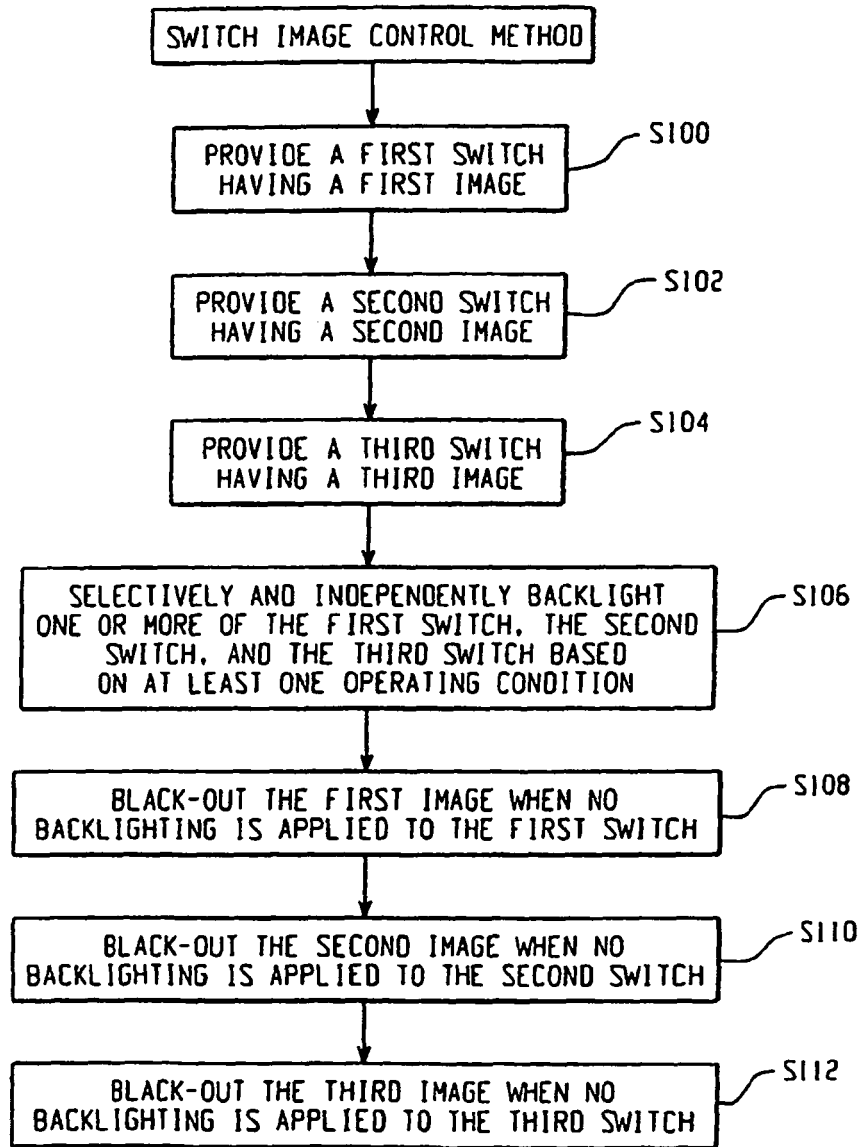 SWITCH IMAGE CONTROL METHOD
S100
PROVIDE A FIRST SWITCH
HAVING A FIRST IMAGE
S102
PROVIDE A SECOND SWITCH
HAVING A SECOND IMAGE
S104
PROVIDE A THIRD SWITCH
HAVING A THIRD IMAGE
SELECTIVELY AND INDEPENDENTLY BACKLIGHT
ONE OR MORE OF THE FIRST SWITCH, THE SECOND
SWITCH, AND THE THIRD SWITCH BASED
ON AT LEAST ONE OPERATING CONDITION
S106
BLACK-OUT THE FIRST IMAGE WHEN NO
BACKLIGHTING IS APPLIED TO THE FIRST SWITCH
S108
BLACK-OUT THE SECOND IMAGE WHEN NO
BACKLIGHTING IS APPLIED TO THE SECOND SWITCH
S110
BLACK-OUT THE THIRD IMAGE WHEN NO
BACKLIGHTING IS APPLIED TO THE THIRD SWITCH
S112